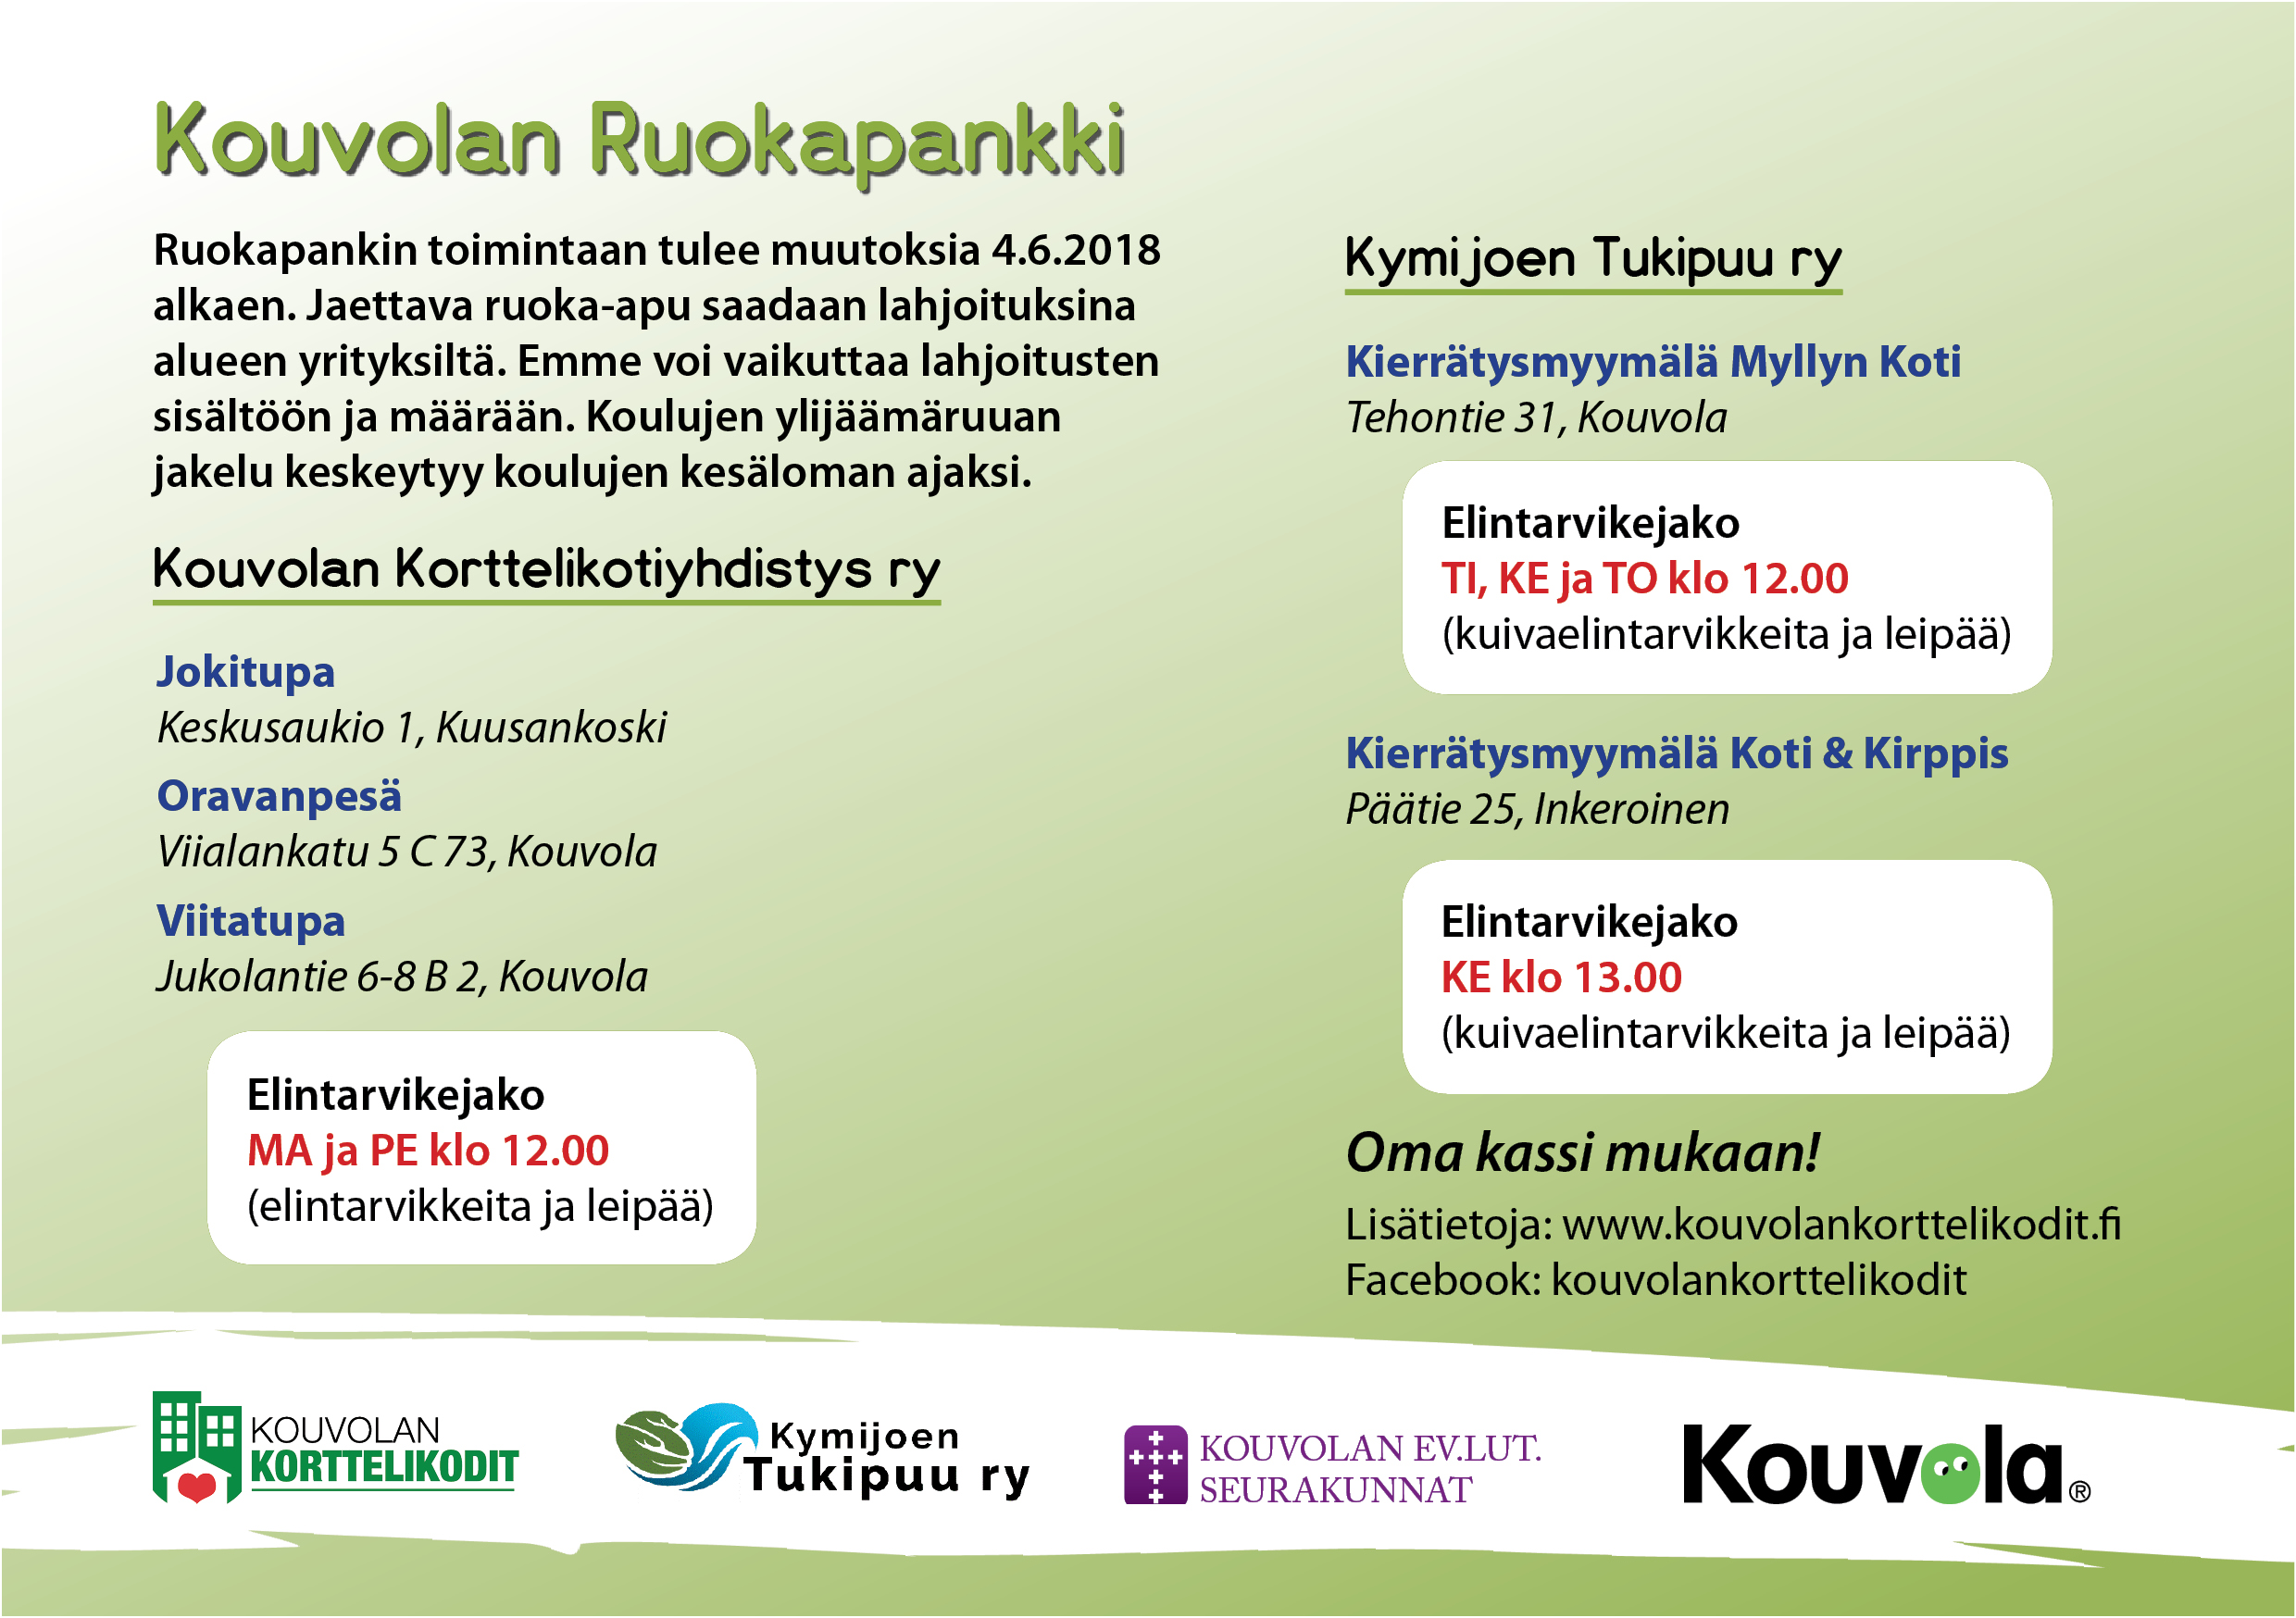 Kouvolan Ruokapankki
Ruokapankin toimintaan tulee muutoksia 4.6.2018
alkaen. Jaettava ruoka-apu saadaan lahjoituksina
alueen yrityksiltä. Emme voi vaikuttaa lahjoitusten
sisältöön ja määrään. Koulujen ylijäämäruuan
jakelu keskeytyy koulujen kesäloman ajaksi.
Kouvolan Korttelikotiyhdistys ry
Jokitupa
Keskusaukio 1, Kuusankoski
Oravanpesä
Viialankatu 5 C 73, Kouvola
Viitatupa
Jukolantie 6-8 B 2, Kouvola
Elintarvikejako
MA ja PE klo 12.00
(elintarvikkeita ja leipää)
Kymijoen Tukipuu ry
Kierrätysmyymälä Myllyn Koti
Tehontie 31, Kouvola
Elintarvikejako
TI, KE ja TO klo 12.00
(kuivaelintarvikkeita ja leipää)
Kierrätysmyymälä Koti & Kirppis
Päätie 25, Inkeroinen
Elintarvikejako
KE klo 13.00
(kuivaelintarvikkeita ja leipää)
Oma kassi mukaan!
Lisätietoja: www.kouvolankorttelikodit.fi
Facebook: kouvolankorttelikodit
KOUVOLAN
KORTTELIKODIT
Kymijoen
Tukipuu ry
KOUVOLAN EV.LUT.
SEURAKUNNAT
Kouvola®